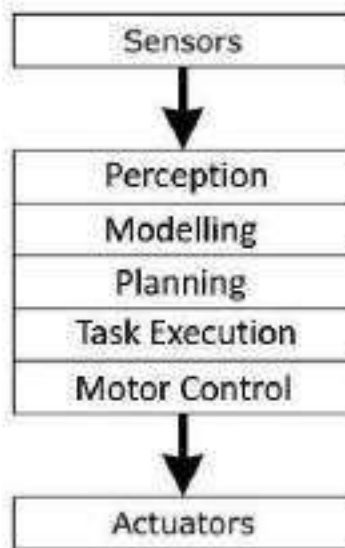 Sensors
Perception
Modelling
Planning
Task Execution
Motor Control
Actuators